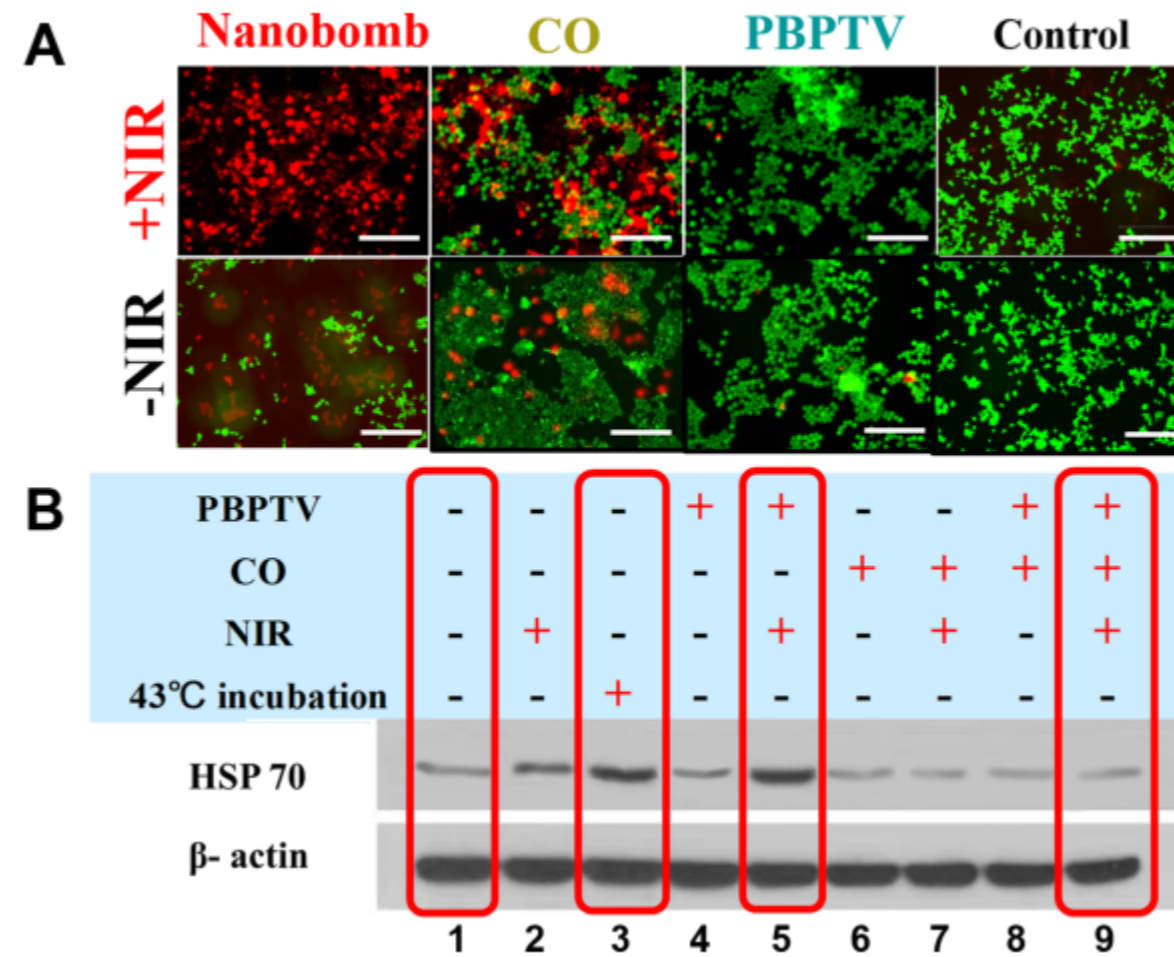 A
Nanobomb CO PBPTV Control
+NIR
-NIR
B
PBPTV - - - + + - - + +
CO - - - - - + + + +
NIR - + - - + - + - +
43℃ incubation - - + - - - - - -
HSP 70
β- actin
1 2 3 4 5 6 7 8 9